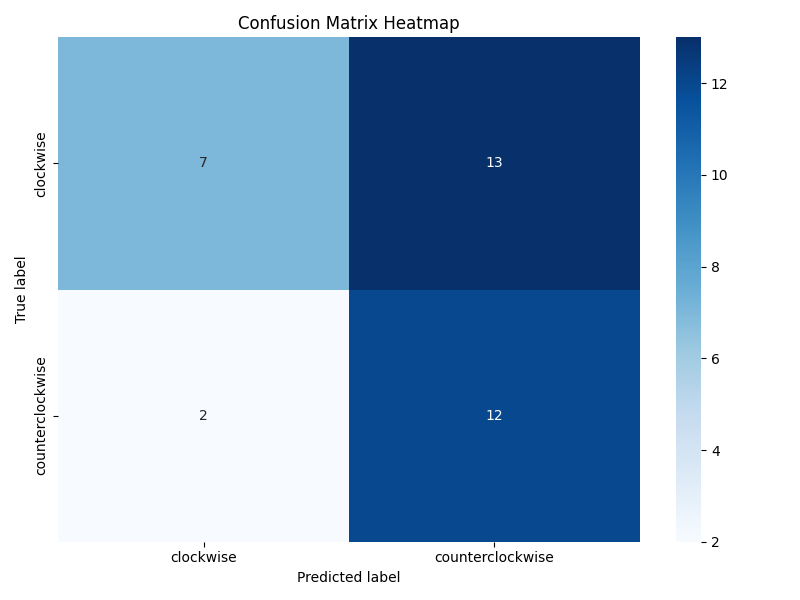 Confusion Matrix Heatmap
clockwise
counterclockwise
True label
7
13
2
12
clockwise
counterclockwise
Predicted label
12
10
8
6
4
2